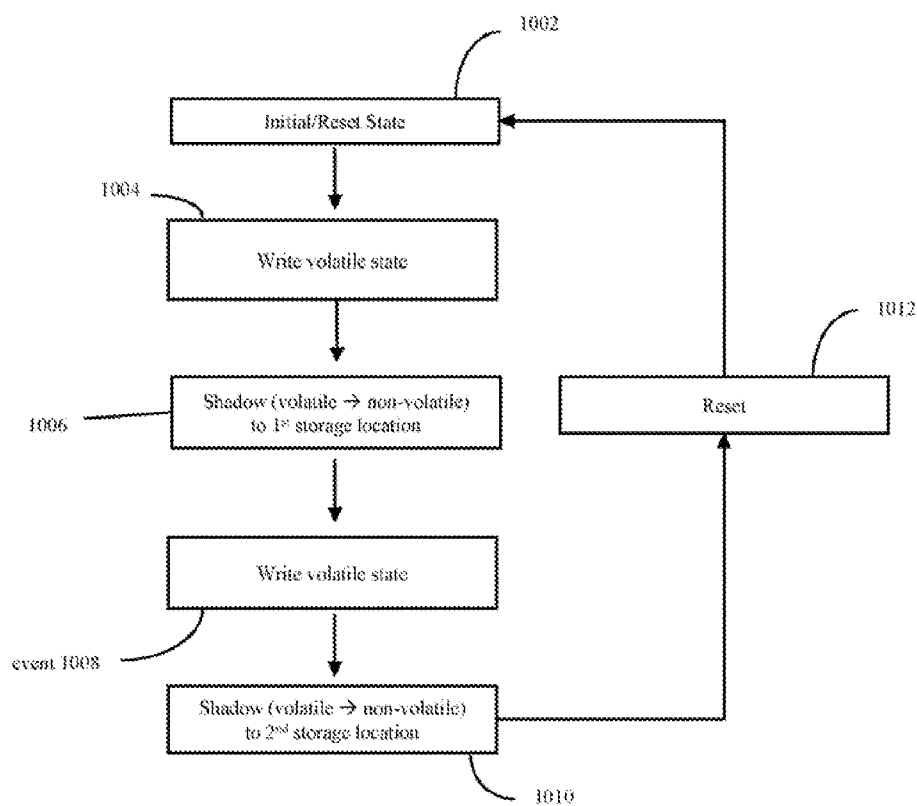 1002
Initial/Reset State
1004
Write volatile state
1012
Reset
Shadow (volatile → non-volatile)
to 1st storage location
1006
Write volatile state
event 1008
Shadow (volatile → non-volatile)
to 2nd storage location
1010